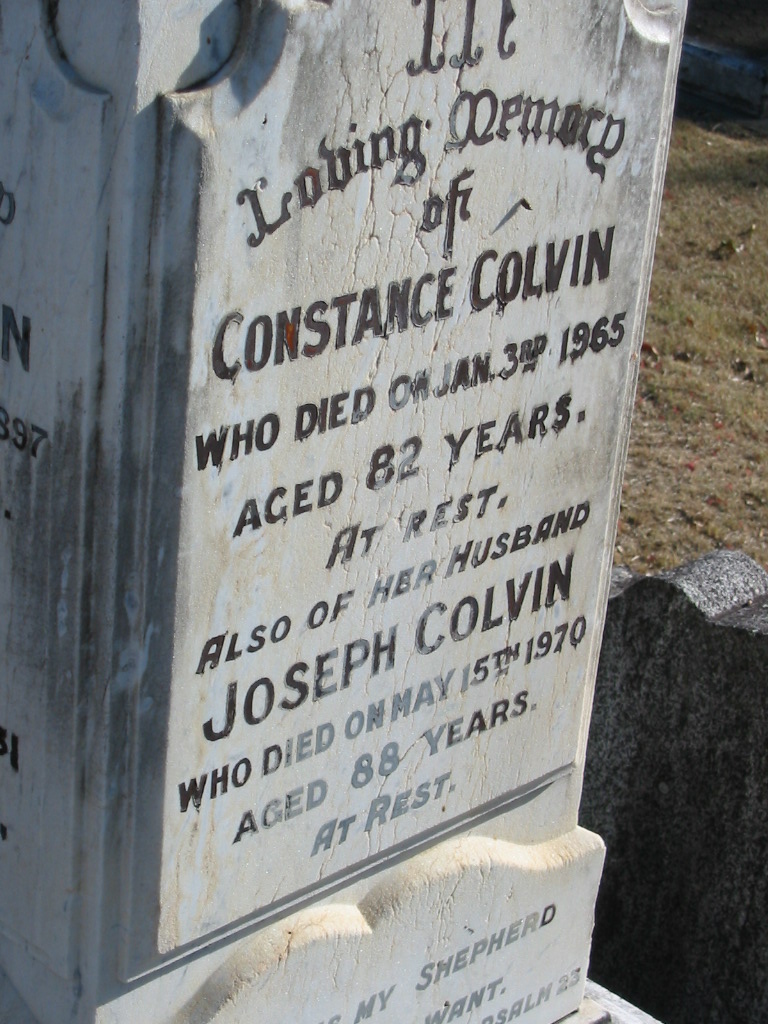 In
Loving Memory
of
CONSTANCE COLVIN
WHO DIED ON JAN. 3RD 1965
AGED 82 YEARS.
AT REST.
ALSO OF HER HUSBAND
JOSEPH COLVIN
WHO DIED ON MAY 15TH 1970
AGED 88 YEARS.
AT REST.
MY SHEPHERD
WANT.
PSALM 23
N
897